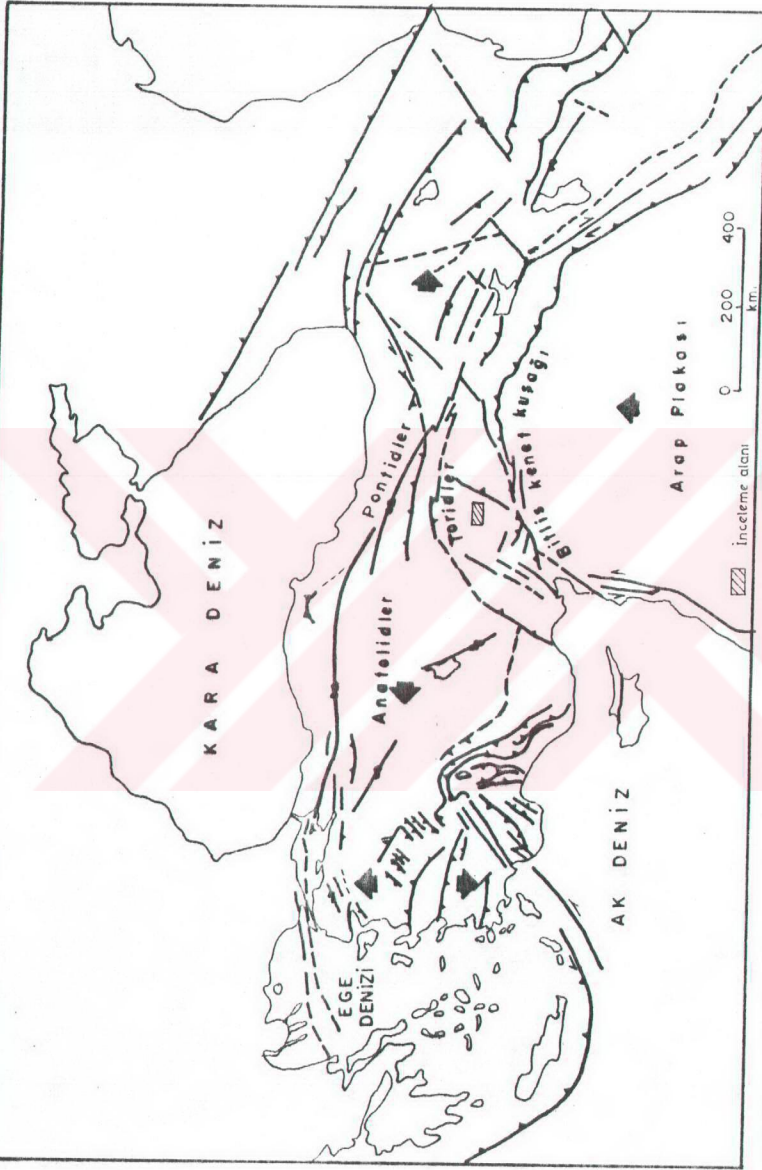 KARA DENİZ
Pontidler
Anatolidler
Toridler
EGE
DENİZİ
Bitlis kenet kuşağı
AK DENİZ
Arap Plakası
0 200 400
km.
İnceleme alanı